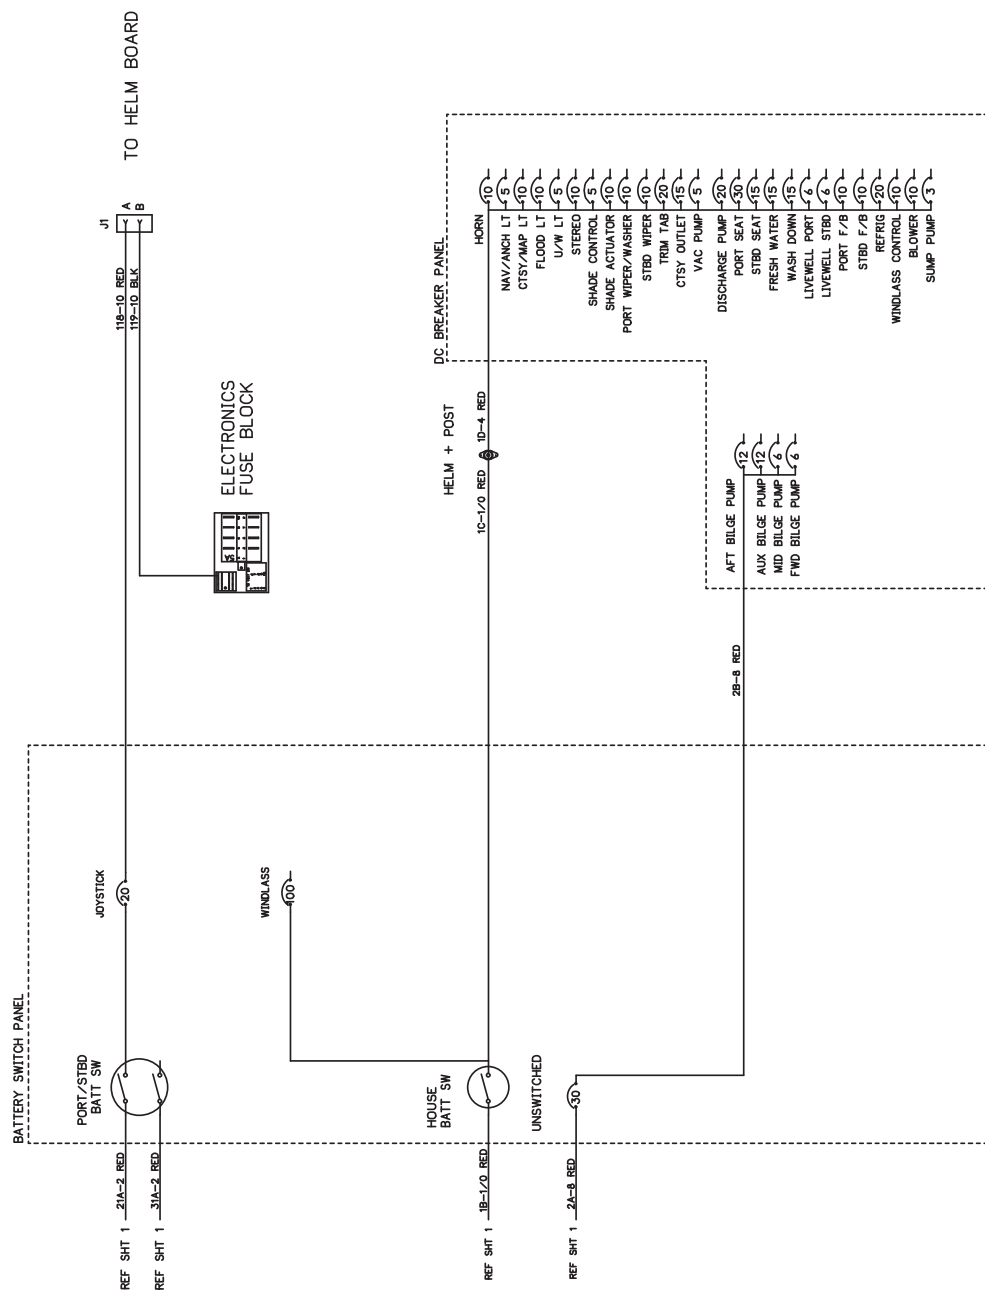 TO HELM BOARD
J1
A
B
118-10 RED
119-10 BLK
ELECTRONICS
FUSE BLOCK
5A
JOYSTICK
20
WINDLASS
100
BATTERY SWITCH PANEL
PORT/STBD
BATT SW
21A-2 RED
31A-2 RED
REF SHT 1
REF SHT 1
HOUSE
BATT SW
1B-1/0 RED
REF SHT 1
UNSWITCHED
30
2A-8 RED
REF SHT 1
DC BREAKER PANEL
HELM + POST
1C-1/0 RED
1D-4 RED
2B-8 RED
HORN 10
NAV/ANCH LT 5
CTSY/MAP LT 10
FLOOD LT 10
U/W LT 5
STEREO 10
SHADE CONTROL 5
SHADE ACTUATOR 10
PORT WIPER/WASHER 10
STBD WIPER 10
TRIM TAB 20
CTSY OUTLET 15
VAC PUMP 5
DISCHARGE PUMP 20
PORT SEAT 30
STBD SEAT 15
FRESH WATER 15
WASH DOWN 15
LIVEWELL PORT 6
LIVEWELL STBD 6
PORT F/B 10
STBD F/B 10
REFRIG 20
WINDLASS CONTROL 10
BLOWER 10
SUMP PUMP 3
AFT BILGE PUMP 12
AUX BILGE PUMP 12
MID BILGE PUMP 6
FWD BILGE PUMP 6